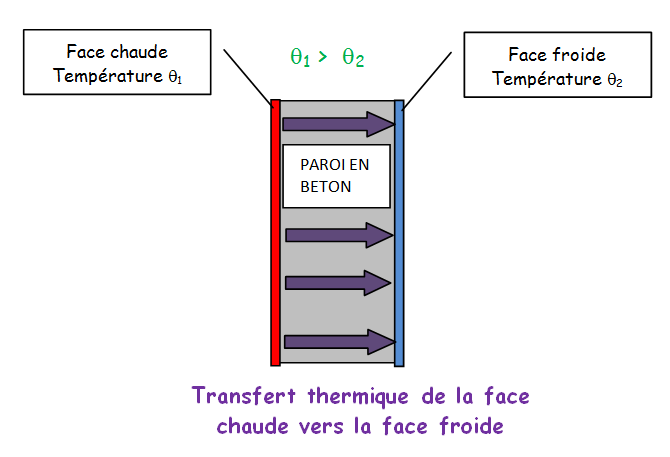 Face chaude
Température θ1
θ1 > θ2
Face froide
Température θ2
PAROI EN
BETON
Transfert thermique de la face
chaude vers la face froide